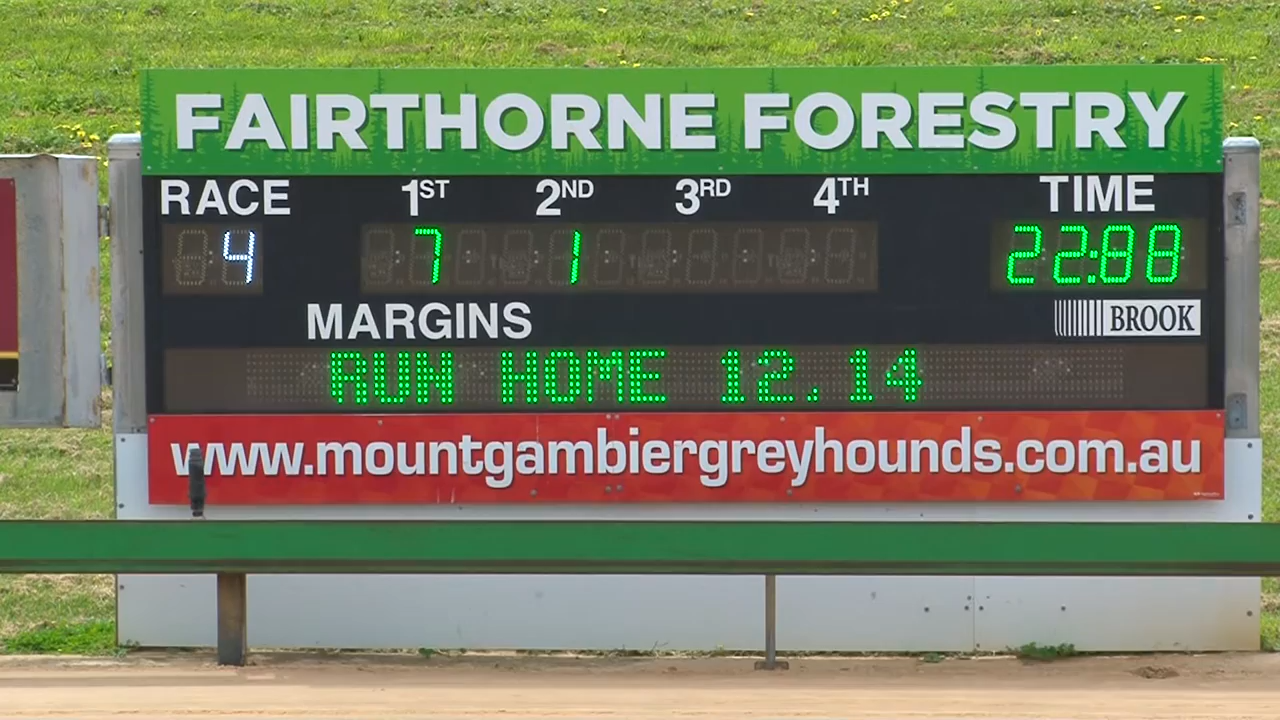 FAIRTHORNE FORESTRY
RACE 1ST 2ND 3RD 4TH TIME
4 7 1 22:88
MARGINS
BROOK
RUN HOME 12.14
www.mountgambiergreyhounds.com.au